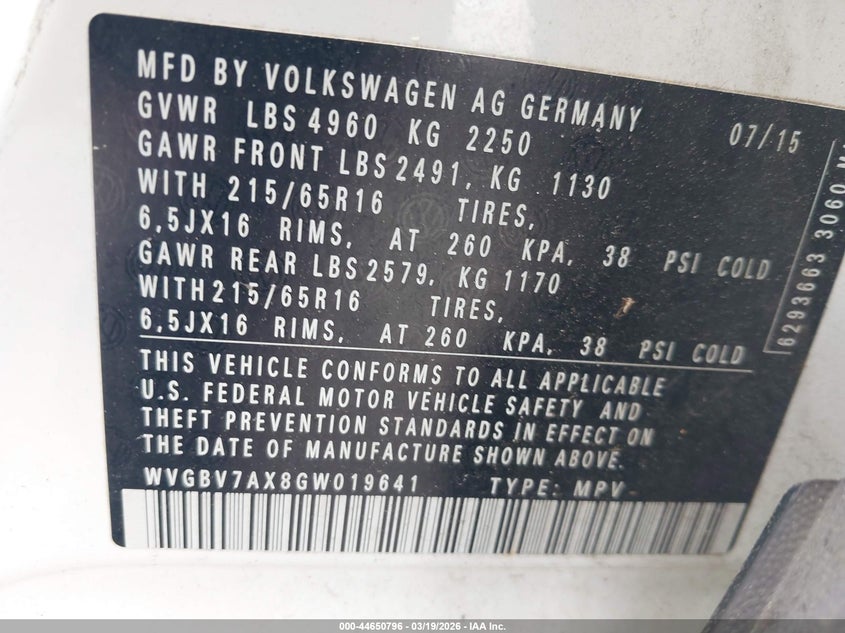 MFD BY VOLKSWAGEN AG GERMANY 07/15
GVWR LBS 4960 KG 2250
GAWR FRONT LBS 2491, KG 1130
WITH 215/65R16 TIRES,
6,5JX16 RIMS, AT 260 KPA, 38 PSI COLD
GAWR REAR LBS 2579, KG 1170
WITH 215/65R16 TIRES,
6,5JX16 RIMS, AT 260 KPA, 38 PSI COLD
THIS VEHICLE CONFORMS TO ALL APPLICABLE
U.S. FEDERAL MOTOR VEHICLE SAFETY AND
THEFT PREVENTION STANDARDS IN EFFECT ON
THE DATE OF MANUFACTURE SHOWN ABOVE.
WVGBV7AX8GW019641 TYPE: MPV
6293663 3060
000-44650796 - 03/19/2026 - IAA Inc.